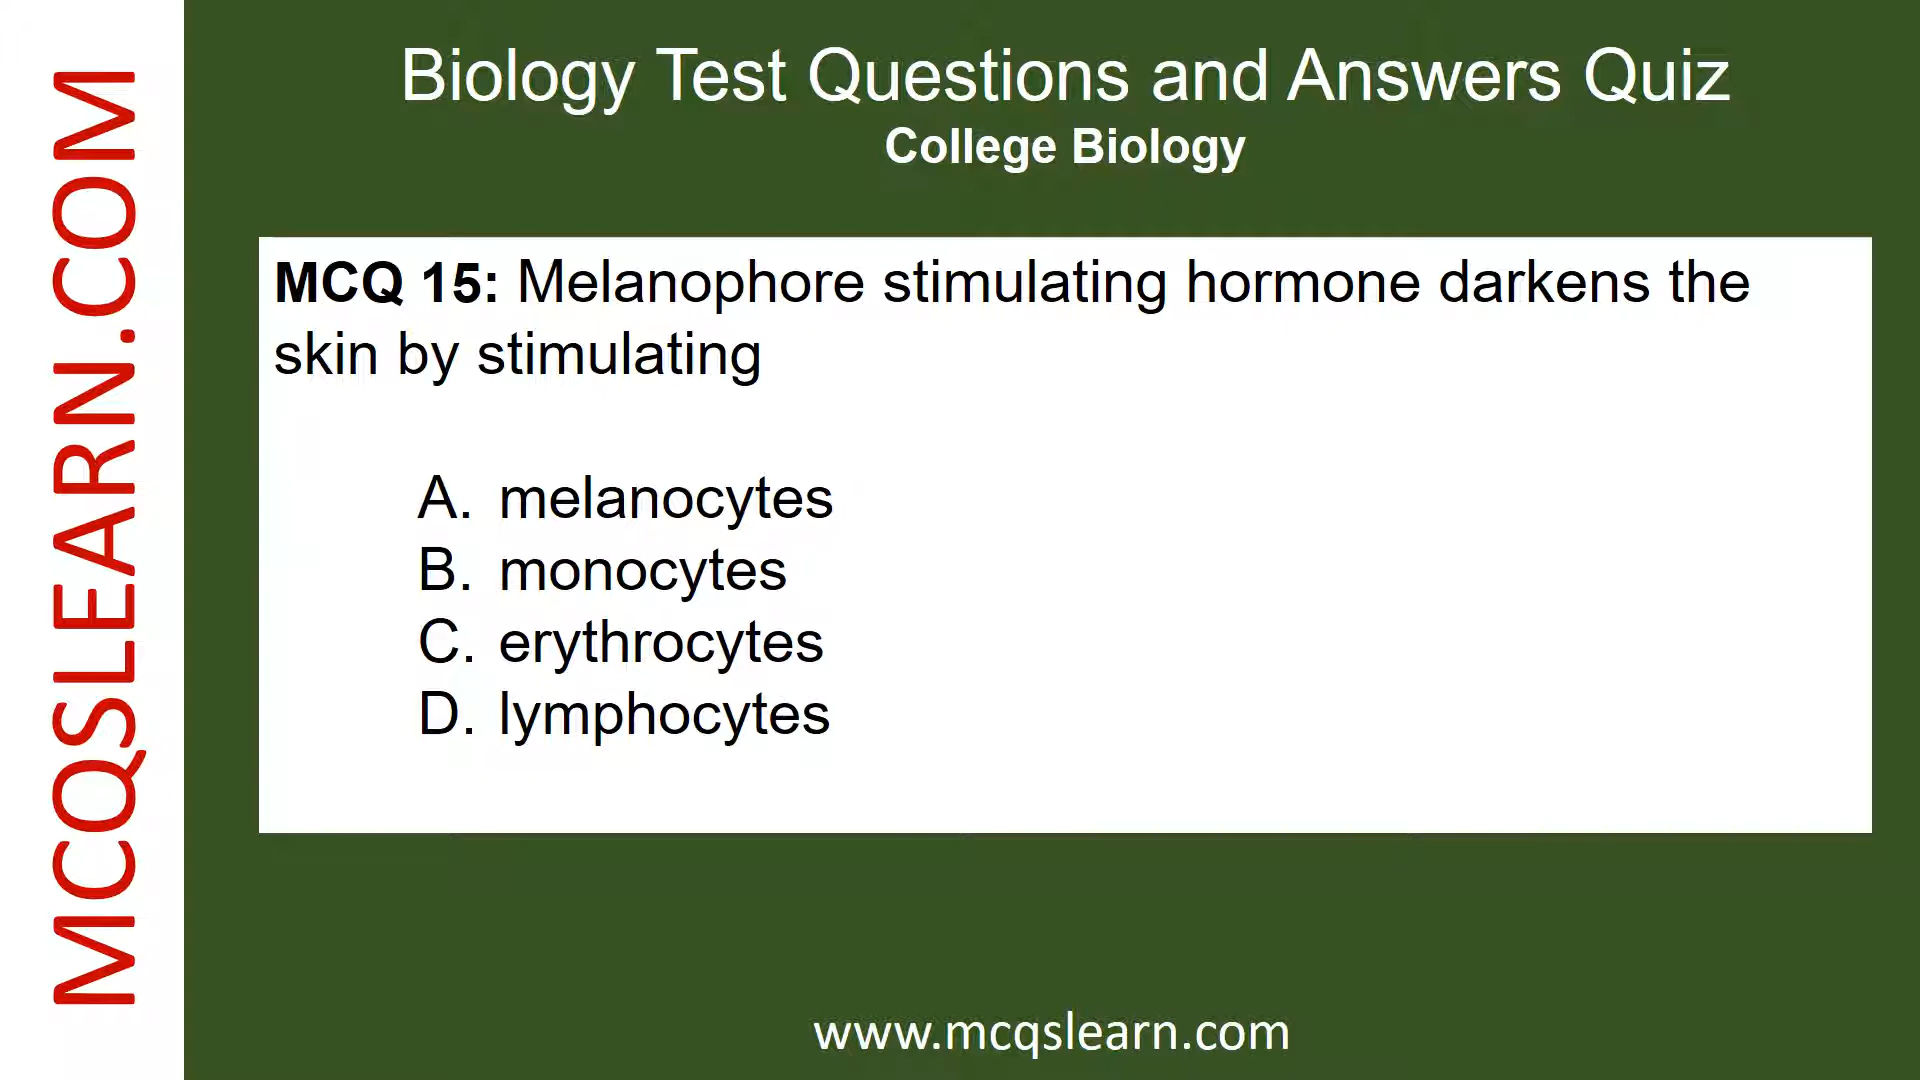 MCQSLEARN.COM
Biology Test Questions and Answers Quiz
College Biology
MCQ 15: Melanophore stimulating hormone darkens the
skin by stimulating
A. melanocytes
B. monocytes
C. erythrocytes
D. lymphocytes
www.mcqslearn.com